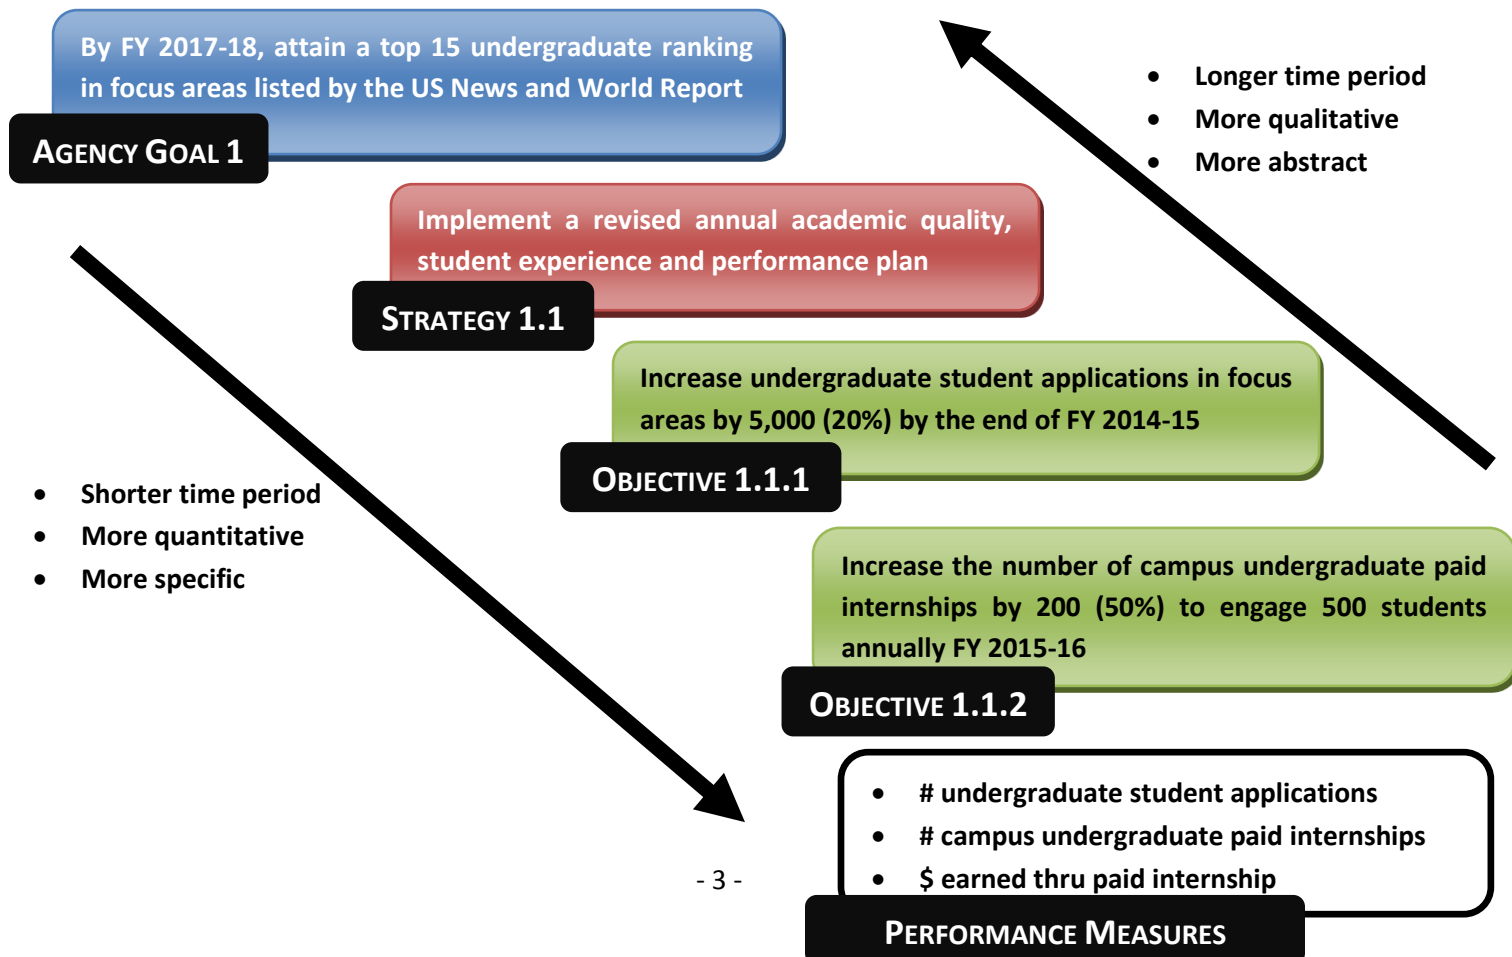 By FY 2017-18, attain a top 15 undergraduate ranking
in focus areas listed by the US News and World Report
AGENCY GOAL 1
• Longer time period
• More qualitative
• More abstract
Implement a revised annual academic quality,
student experience and performance plan
STRATEGY 1.1
Increase undergraduate student applications in focus
areas by 5,000 (20%) by the end of FY 2014-15
OBJECTIVE 1.1.1
• Shorter time period
• More quantitative
• More specific
Increase the number of campus undergraduate paid
internships by 200 (50%) to engage 500 students
annually FY 2015-16
OBJECTIVE 1.1.2
• # undergraduate student applications
• # campus undergraduate paid internships
• $ earned thru paid internship
PERFORMANCE MEASURES
- 3 -